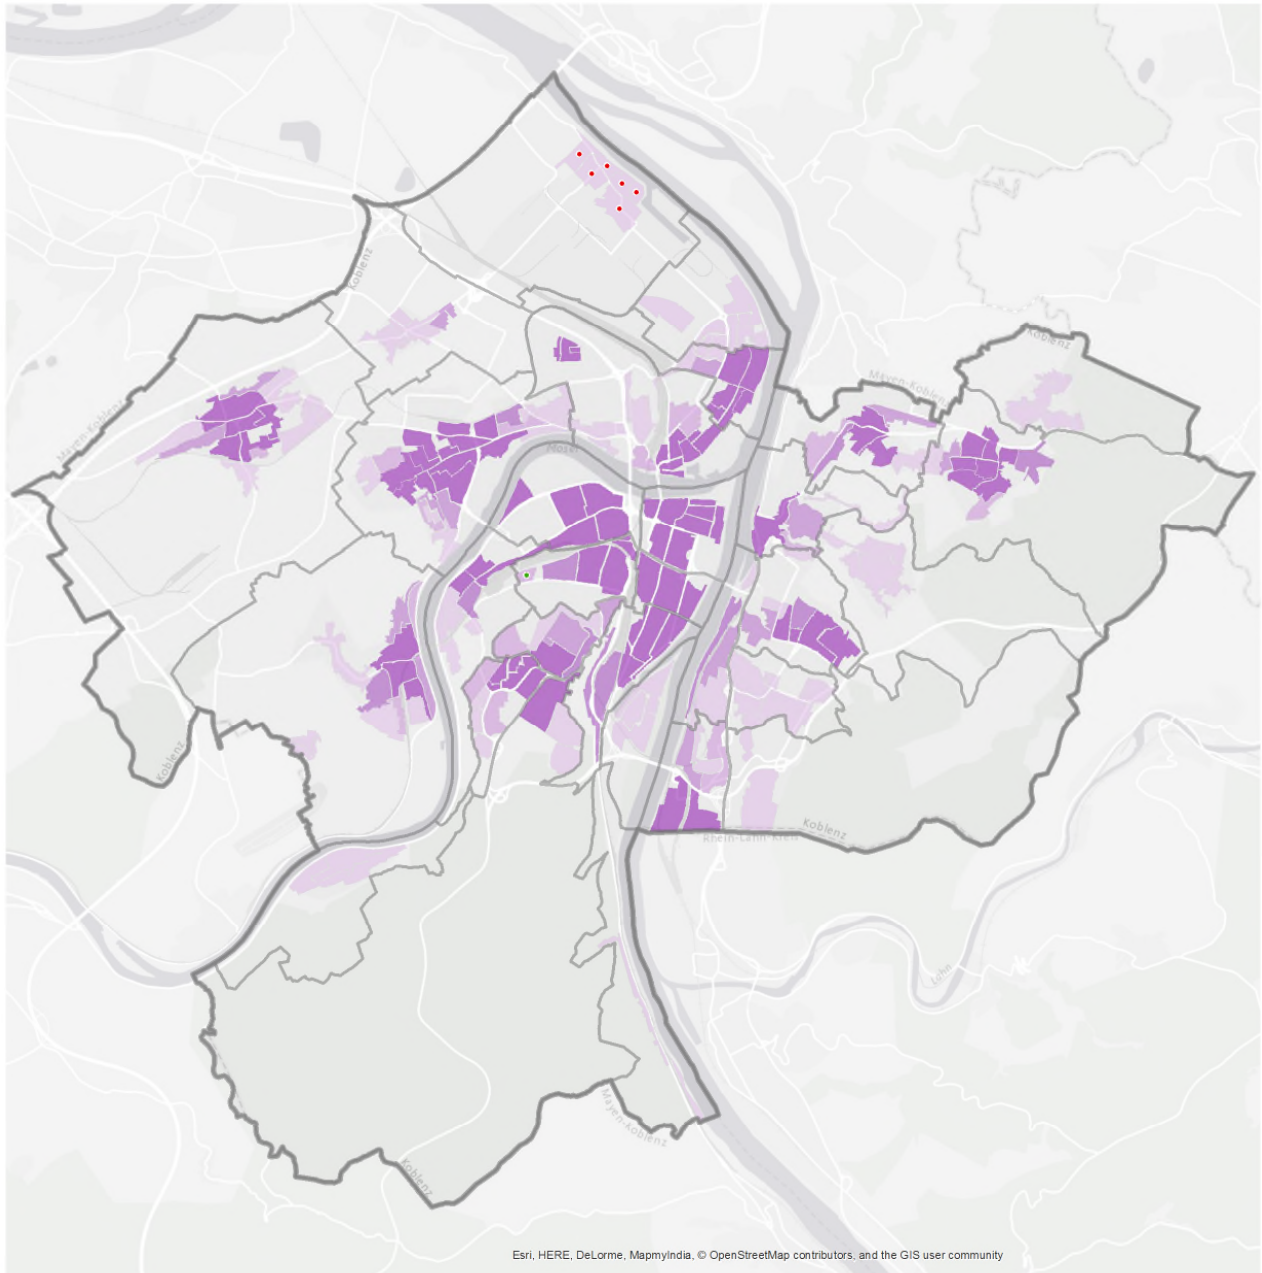 Koblenz
Koblenz
Mayen-Koblenz
Mayen-Koblenz
Mosel
Koblenz
Koblenz
Rhein-Lahn-Kreis
Lahn
Mayen-Koblenz
Koblenz
Esri, HERE, DeLorme, MapmyIndia, © OpenStreetMap contributors, and the GIS user community